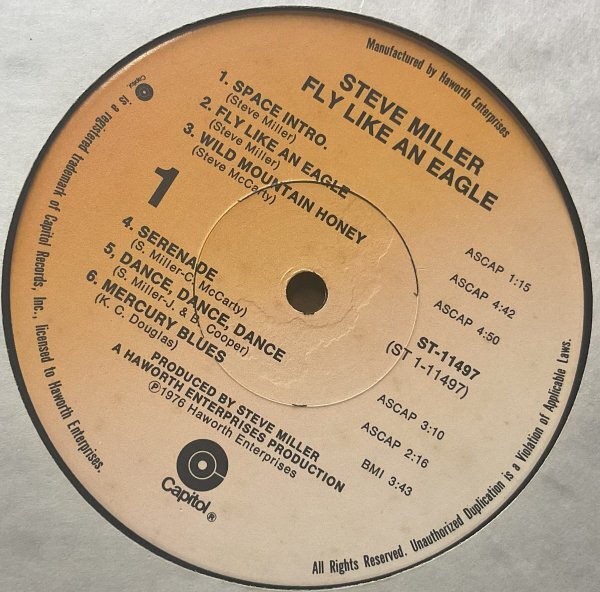 Manufactured by Haworth Enterprises
STEVE MILLER
FLY LIKE AN EAGLE
1. SPACE INTRO.
(Steve Miller)
ASCAP 1:15
2. FLY LIKE AN EAGLE
(Steve Miller)
ASCAP 4:42
3. WILD MOUNTAIN HONEY
(Steve McCarty)
ASCAP 4:50
1
ST-11497
(ST 1-11497)
4. SERENADE
(S. Miller-C. McCarty)
ASCAP 3:10
5, DANCE, DANCE, DANCE
(S. Miller-J. & B. Cooper)
ASCAP 2:16
6. MERCURY BLUES
(K. C. Douglas)
BMI 3:43
PRODUCED BY STEVE MILLER
A HAWORTH ENTERPRISES PRODUCTION
℗1976 Haworth Enterprises
Capitol®
Capitol. is a registered trademark of Capitol Records, Inc., licensed to Haworth Enterprises.
All Rights Reserved. Unauthorized Duplication is a Violation of Applicable Laws.